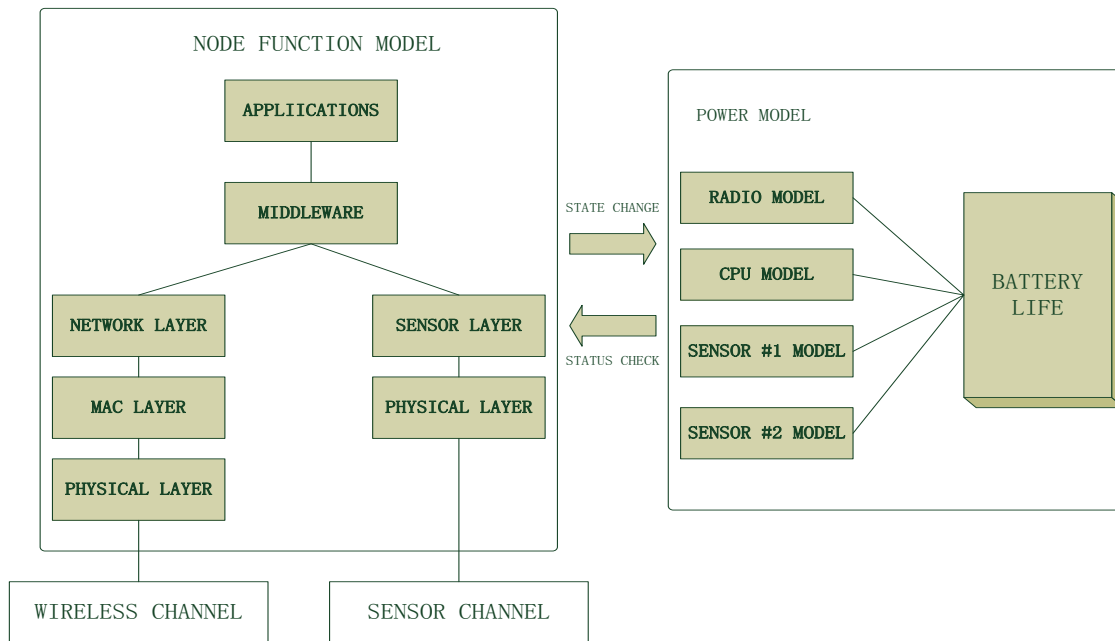 NODE FUNCTION MODEL
APPLIICATIONS
MIDDLEWARE
NETWORK LAYER
SENSOR LAYER
MAC LAYER
PHYSICAL LAYER
PHYSICAL LAYER
WIRELESS CHANNEL
SENSOR CHANNEL
STATE CHANGE
STATUS CHECK
POWER MODEL
RADIO MODEL
CPU MODEL
SENSOR #1 MODEL
SENSOR #2 MODEL
BATTERY
LIFE